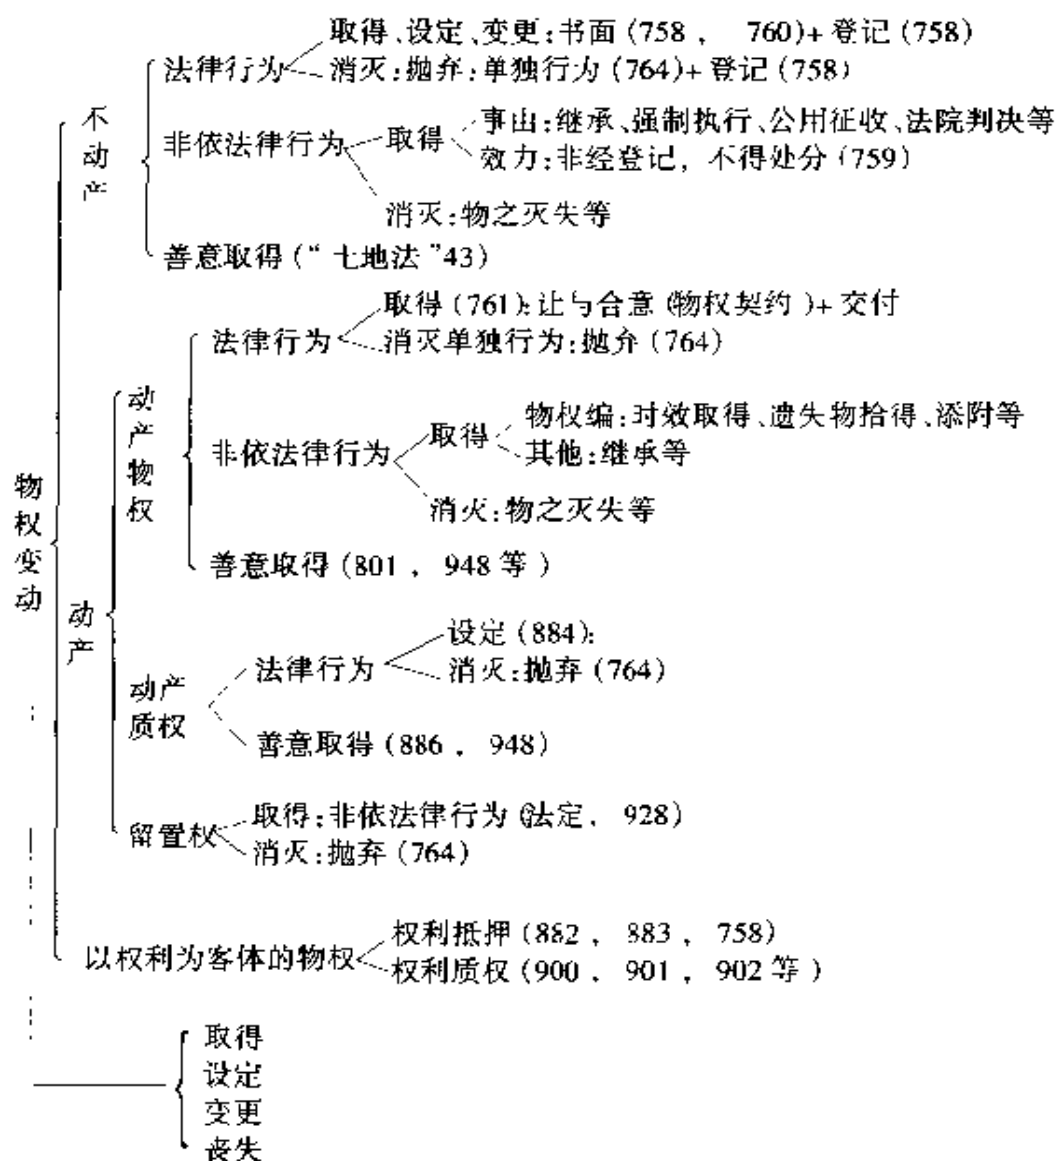 取得、设定、变更:书面(758, 760)+登记(758)
法律行为
消灭:抛弃:单独行为(764)+登记(758)
不动产
事由:继承、强制执行、公用征收、法院判决等
非依法律行为
取得
效力:非经登记,不得处分(759)
消灭:物之灭失等
善意取得(“七地法”43)
取得(761):让与合意(物权契约)+交付
法律行为
消灭单独行为:抛弃(764)
动产物权
物权编:时效取得、遗失物拾得、添附等
取得
非依法律行为
其他:继承等
消灭:物之灭失等
物权变动
善意取得(801, 948等)
动产
设定(884):
法律行为
消灭:抛弃(764)
动产质权
善意取得(886, 948)
取得:非依法律行为(法定, 928)
留置权
消灭:抛弃(764)
权利抵押(882, 883, 758)
以权利为客体的物权
权利质权(900, 901, 902等)
取得
设定
变更
丧失